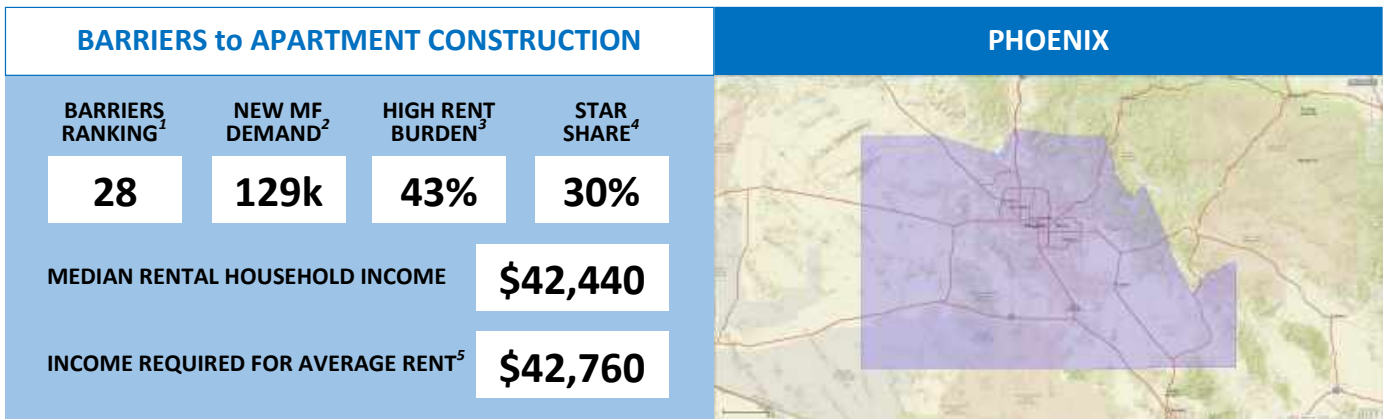 BARRIERS to APARTMENT CONSTRUCTION
PHOENIX
BARRIERS RANKING1
NEW MF DEMAND2
HIGH RENT BURDEN3
STAR SHARE4
28
129k
43%
30%
MEDIAN RENTAL HOUSEHOLD INCOME
$42,440
INCOME REQUIRED FOR AVERAGE RENT5
$42,760